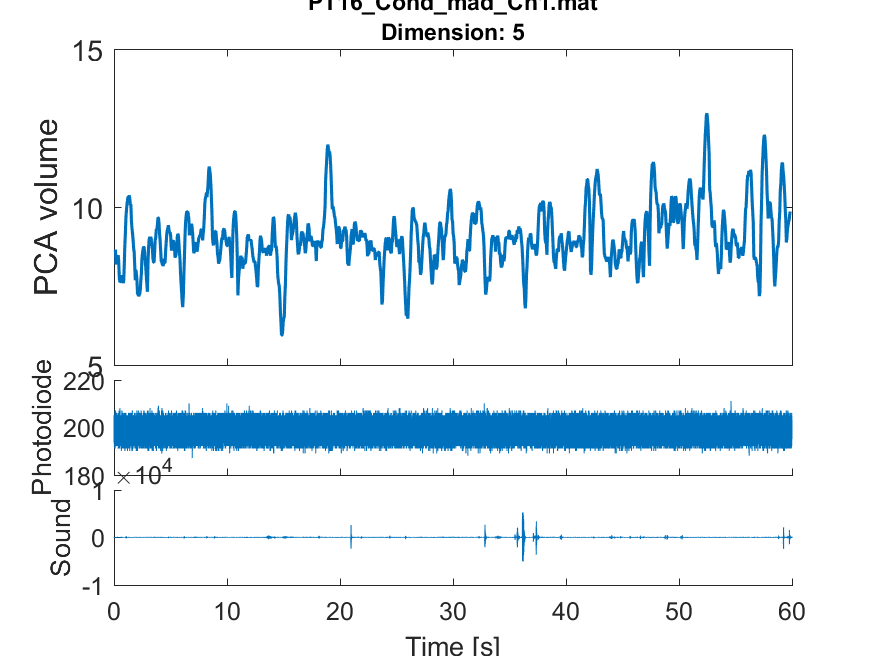 PT16_Cond_mad_Ch1.mat
Dimension: 5
15
10
5
PCA volume
220
200
180
Photodiode
×10⁴
1
0
-1
Sound
0 10 20 30 40 50 60
Time [s]